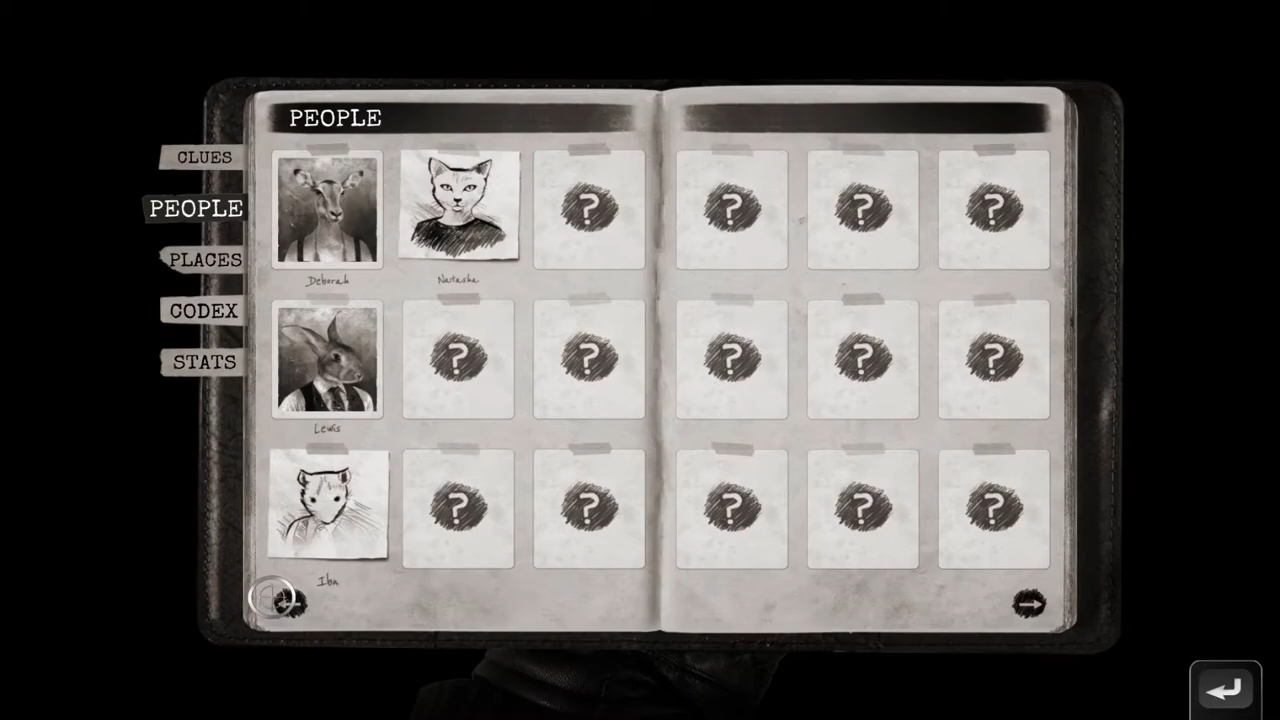 PEOPLE
CLUES
PEOPLE
PLACES
CODEX
STATS
?
?
?
?
Deborah
Natasha
?
?
?
?
?
Lewis
?
?
?
?
?
Ibn